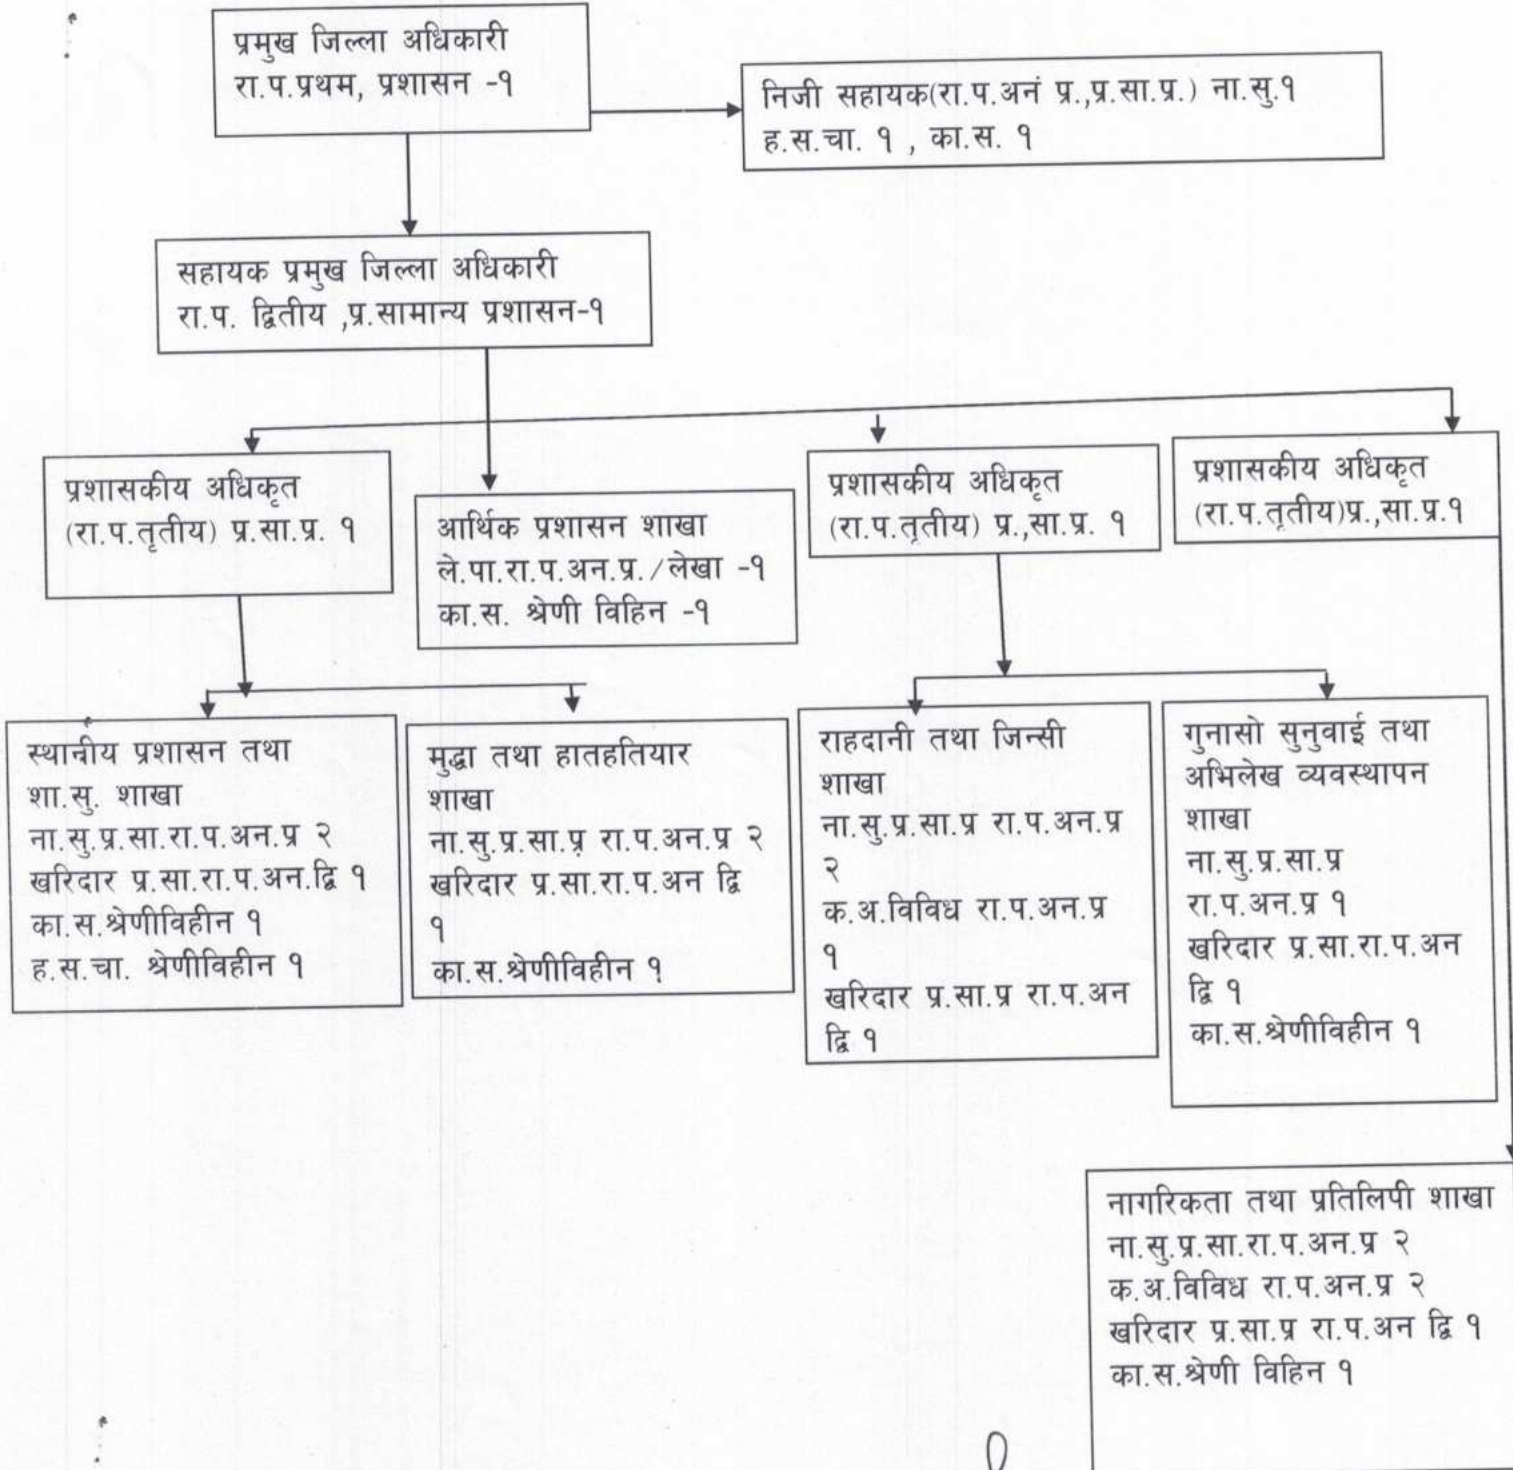 प्रमुख जिल्ला अधिकारी
रा.प.प्रथम, प्रशासन -१
निजी सहायक(रा.प.अनं प्र.,प्र.सा.प्र.) ना.सु.१
ह.स.चा. १ , का.स. १
सहायक प्रमुख जिल्ला अधिकारी
रा.प. द्वितीय ,प्र.सामान्य प्रशासन-१
प्रशासकीय अधिकृत
(रा.प.तृतीय) प्र.सा.प्र. १
आर्थिक प्रशासन शाखा
ले.पा.रा.प.अन.प्र./लेखा -१
का.स. श्रेणी विहिन -१
प्रशासकीय अधिकृत
(रा.प.तृतीय) प्र.,सा.प्र. १
प्रशासकीय अधिकृत
(रा.प.तृतीय)प्र.,सा.प्र.१
स्थानीय प्रशासन तथा
शा.सु. शाखा
ना.सु.प्र.सा.रा.प.अन.प्र २
खरिदार प्र.सा.रा.प.अन.द्वि १
का.स.श्रेणीविहीन १
ह.स.चा. श्रेणीविहीन १
मुद्धा तथा हातहतियार
शाखा
ना.सु.प्र.सा.प्र रा.प.अन.प्र २
खरिदार प्र.सा.रा.प.अन द्वि
१
का.स.श्रेणीविहीन १
राहदानी तथा जिन्सी
शाखा
ना.सु.प्र.सा.प्र रा.प.अन.प्र
२
क.अ.विविध रा.प.अन.प्र
१
खरिदार प्र.सा.प्र रा.प.अन
द्वि १
गुनासो सुनुवाई तथा
अभिलेख व्यवस्थापन
शाखा
ना.सु.प्र.सा.प्र
रा.प.अन.प्र १
खरिदार प्र.सा.रा.प.अन
द्वि १
का.स.श्रेणीविहीन १
नागरिकता तथा प्रतिलिपी शाखा
ना.सु.प्र.सा.रा.प.अन.प्र २
क.अ.विविध रा.प.अन.प्र २
खरिदार प्र.सा.प्र रा.प.अन द्वि १
का.स.श्रेणी विहिन १